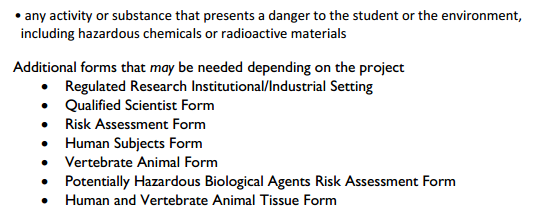 • any activity or substance that presents a danger to the student or the environment,
including hazardous chemicals or radioactive materials
Additional forms that may be needed depending on the project
• Regulated Research Institutional/Industrial Setting
• Qualified Scientist Form
• Risk Assessment Form
• Human Subjects Form
• Vertebrate Animal Form
• Potentially Hazardous Biological Agents Risk Assessment Form
• Human and Vertebrate Animal Tissue Form